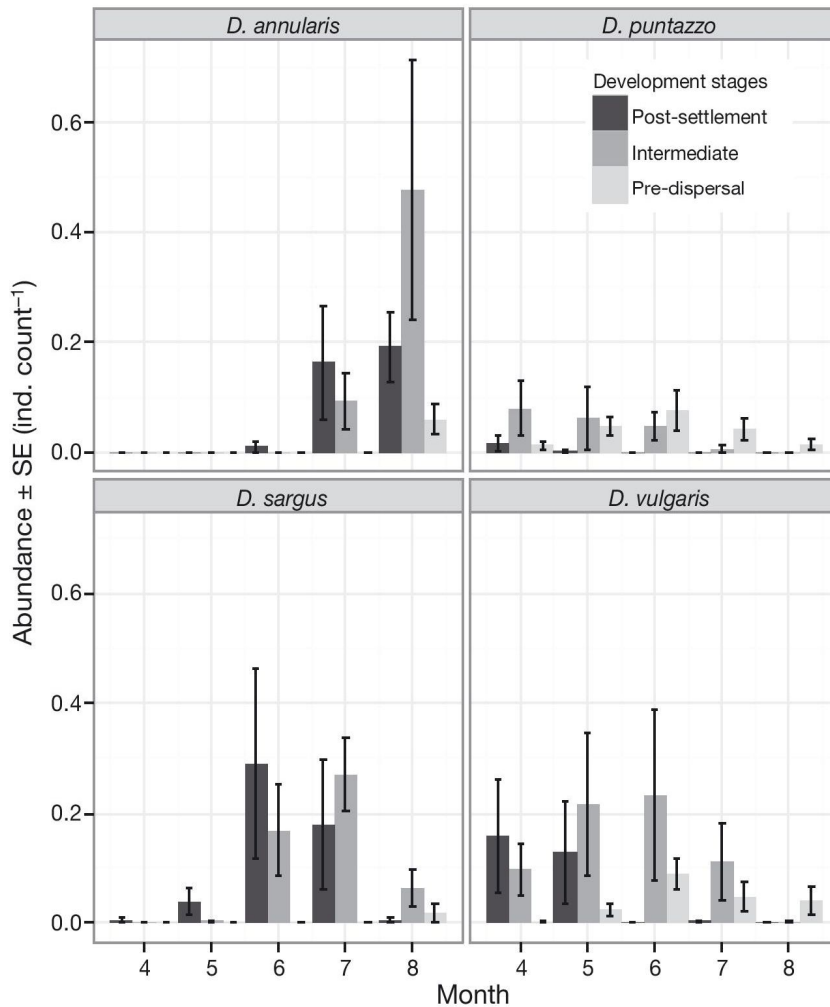 D. annularis
D. puntazzo
Development stages
Post-settlement
Intermediate
Pre-dispersal
0.6
0.4
0.2
0.0
D. sargus
D. vulgaris
0.6
0.4
0.2
0.0
Abundance ± SE (ind. count⁻¹)
4 5 6 7 8
4 5 6 7 8
Month